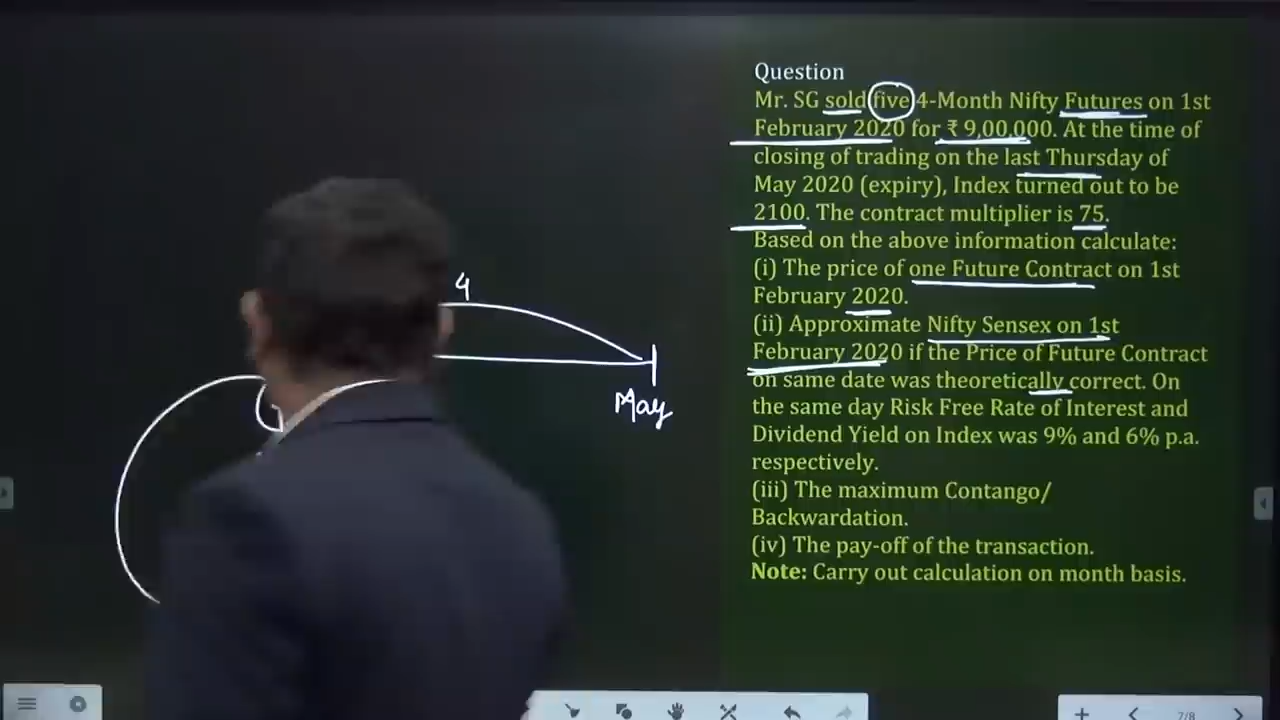 Question
Mr. SG sold five 4-Month Nifty Futures on 1st
February 2020 for ₹ 9,00,000. At the time of
closing of trading on the last Thursday of
May 2020 (expiry), Index turned out to be
2100. The contract multiplier is 75.
Based on the above information calculate:
(i) The price of one Future Contract on 1st
February 2020.
(ii) Approximate Nifty Sensex on 1st
February 2020 if the Price of Future Contract
on same date was theoretically correct. On
the same day Risk Free Rate of Interest and
Dividend Yield on Index was 9% and 6% p.a.
respectively.
(iii) The maximum Contango/
Backwardation.
(iv) The pay-off of the transaction.
Note: Carry out calculation on month basis.
4
May
7/8